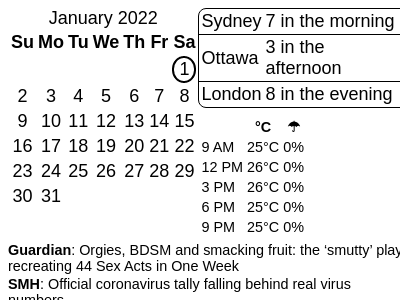 January 2022
Su Mo Tu We Th Fr Sa
1
2 3 4 5 6 7 8
9 10 11 12 13 14 15
16 17 18 19 20 21 22
23 24 25 26 27 28 29
30 31
Sydney 7 in the morning
Ottawa 3 in the
afternoon
London 8 in the evening
°C ☂
9 AM 25°C 0%
12 PM 26°C 0%
3 PM 26°C 0%
6 PM 25°C 0%
9 PM 25°C 0%
Guardian: Orgies, BDSM and smacking fruit: the ‘smutty’ play
recreating 44 Sex Acts in One Week
SMH: Official coronavirus tally falling behind real virus
numbers